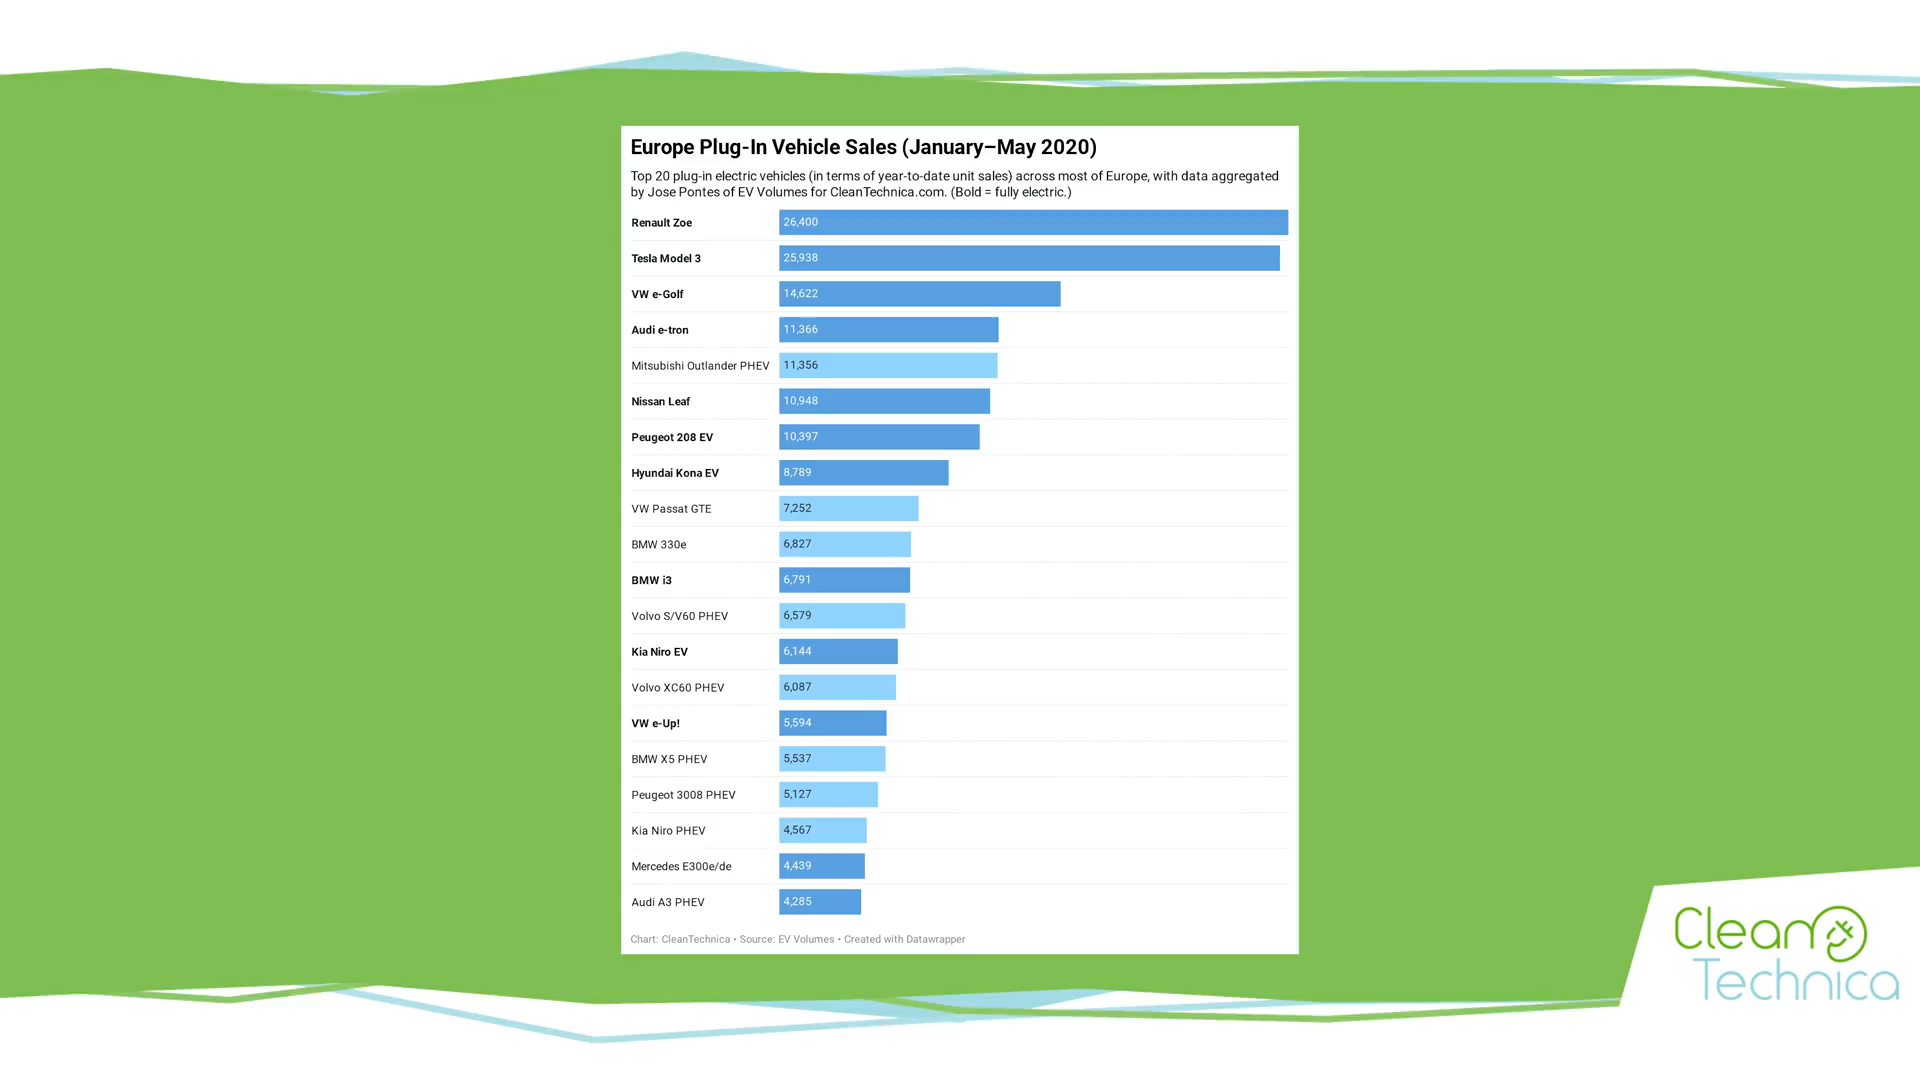 Europe Plug-In Vehicle Sales (January–May 2020)
Top 20 plug-in electric vehicles (in terms of year-to-date unit sales) across most of Europe, with data aggregated
by Jose Pontes of EV Volumes for CleanTechnica.com. (Bold = fully electric.)
Renault Zoe 26,400
Tesla Model 3 25,938
VW e-Golf 14,622
Audi e-tron 11,366
Mitsubishi Outlander PHEV 11,356
Nissan Leaf 10,948
Peugeot 208 EV 10,397
Hyundai Kona EV 8,789
VW Passat GTE 7,252
BMW 330e 6,827
BMW i3 6,791
Volvo S/V60 PHEV 6,579
Kia Niro EV 6,144
Volvo XC60 PHEV 6,087
VW e-Up! 5,594
BMW X5 PHEV 5,537
Peugeot 3008 PHEV 5,127
Kia Niro PHEV 4,567
Mercedes E300e/de 4,439
Audi A3 PHEV 4,285
Chart: CleanTechnica • Source: EV Volumes • Created with Datawrapper
Clean
Technica